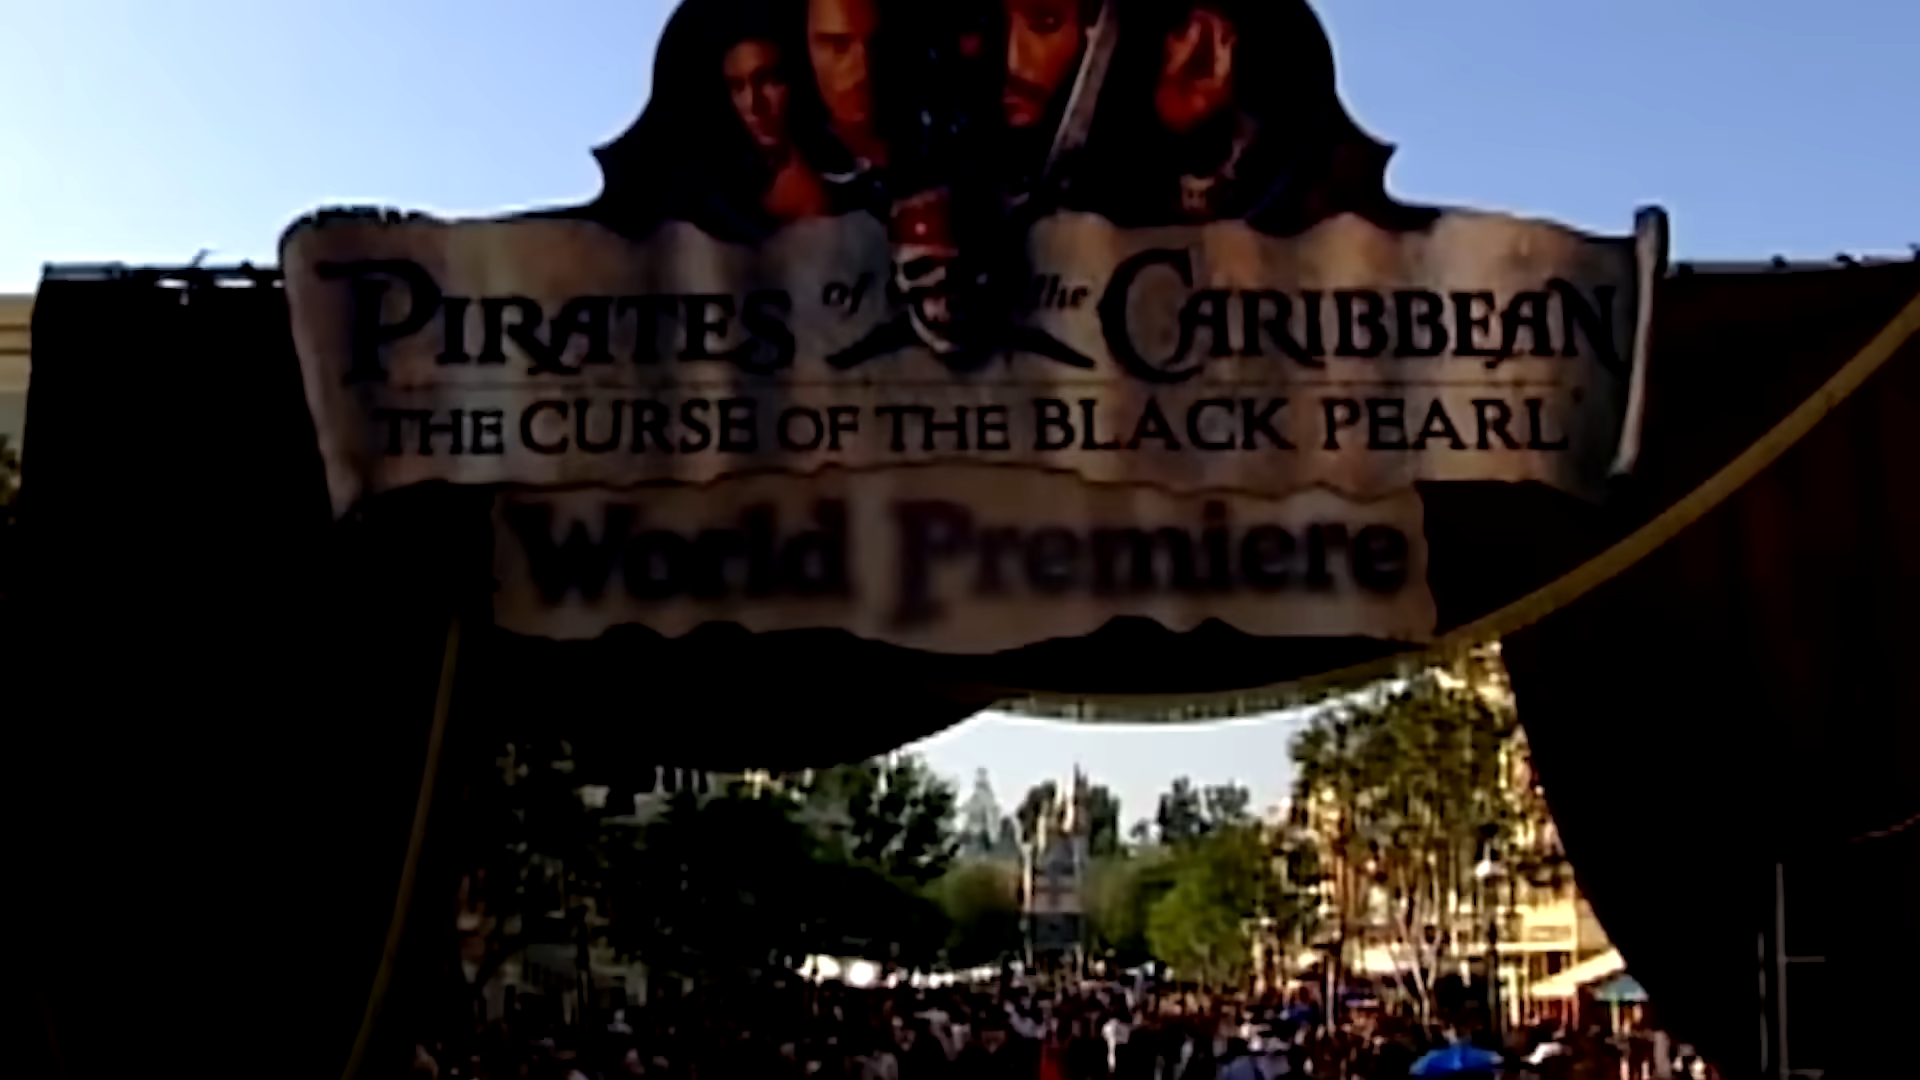 PIRATES of the CARIBBEAN
THE CURSE OF THE BLACK PEARL
World Premiere